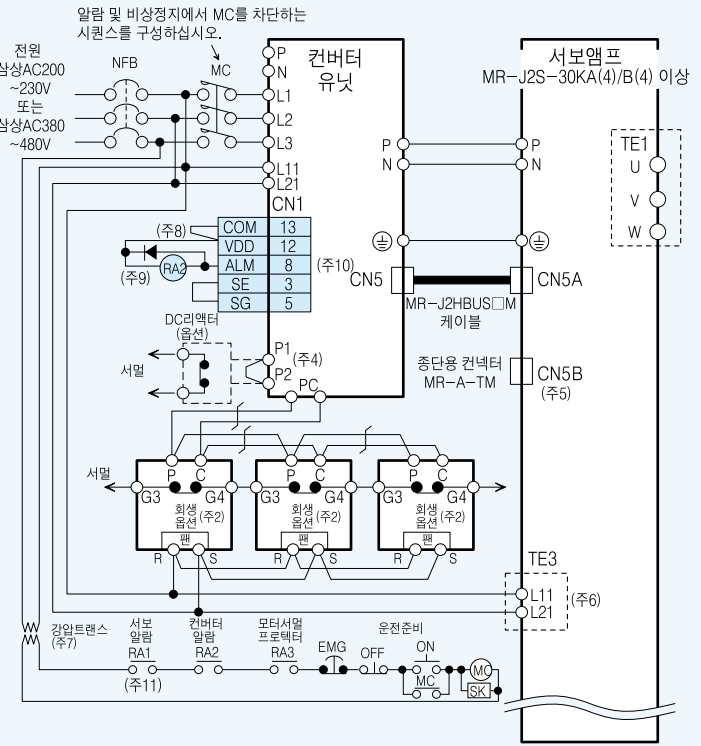 알람 및 비상정지에서 MC를 차단하는
시퀀스를 구성하십시오.
전원
삼상AC200
~230V
또는
삼상AC380
~480V
NFB
MC
P
N
L1
L2
L3
L11
L21
CN1
컨버터
유닛
서보앰프
MR-J2S-30KA(4)/B(4) 이상
P
N
P
N
TE1
U
V
W
(주8)
COM 13
VDD 12
ALM 8
SE 3
SG 5
(주9)
RA2
(주10)
CN5
CN5A
MR-J2HBUS□M
케이블
DC리액터
(옵션)
서멀
P1
P2
(주4)
PC
종단용 컨넥터
MR-A-TM
CN5B
(주5)
서멀
P C
G3 G4
회생
옵션 (주2)
팬
R S
P C
G3 G4
회생
옵션 (주2)
팬
R S
P C
G3 G4
회생
옵션 (주2)
팬
R S
TE3
L11
L21
(주6)
강압트랜스
(주7)
서보
알람
RA1
(주11)
컨버터
알람
RA2
모터서멀
프로텍터
RA3
EMG
OFF
운전준비
ON
MC
MC
SK